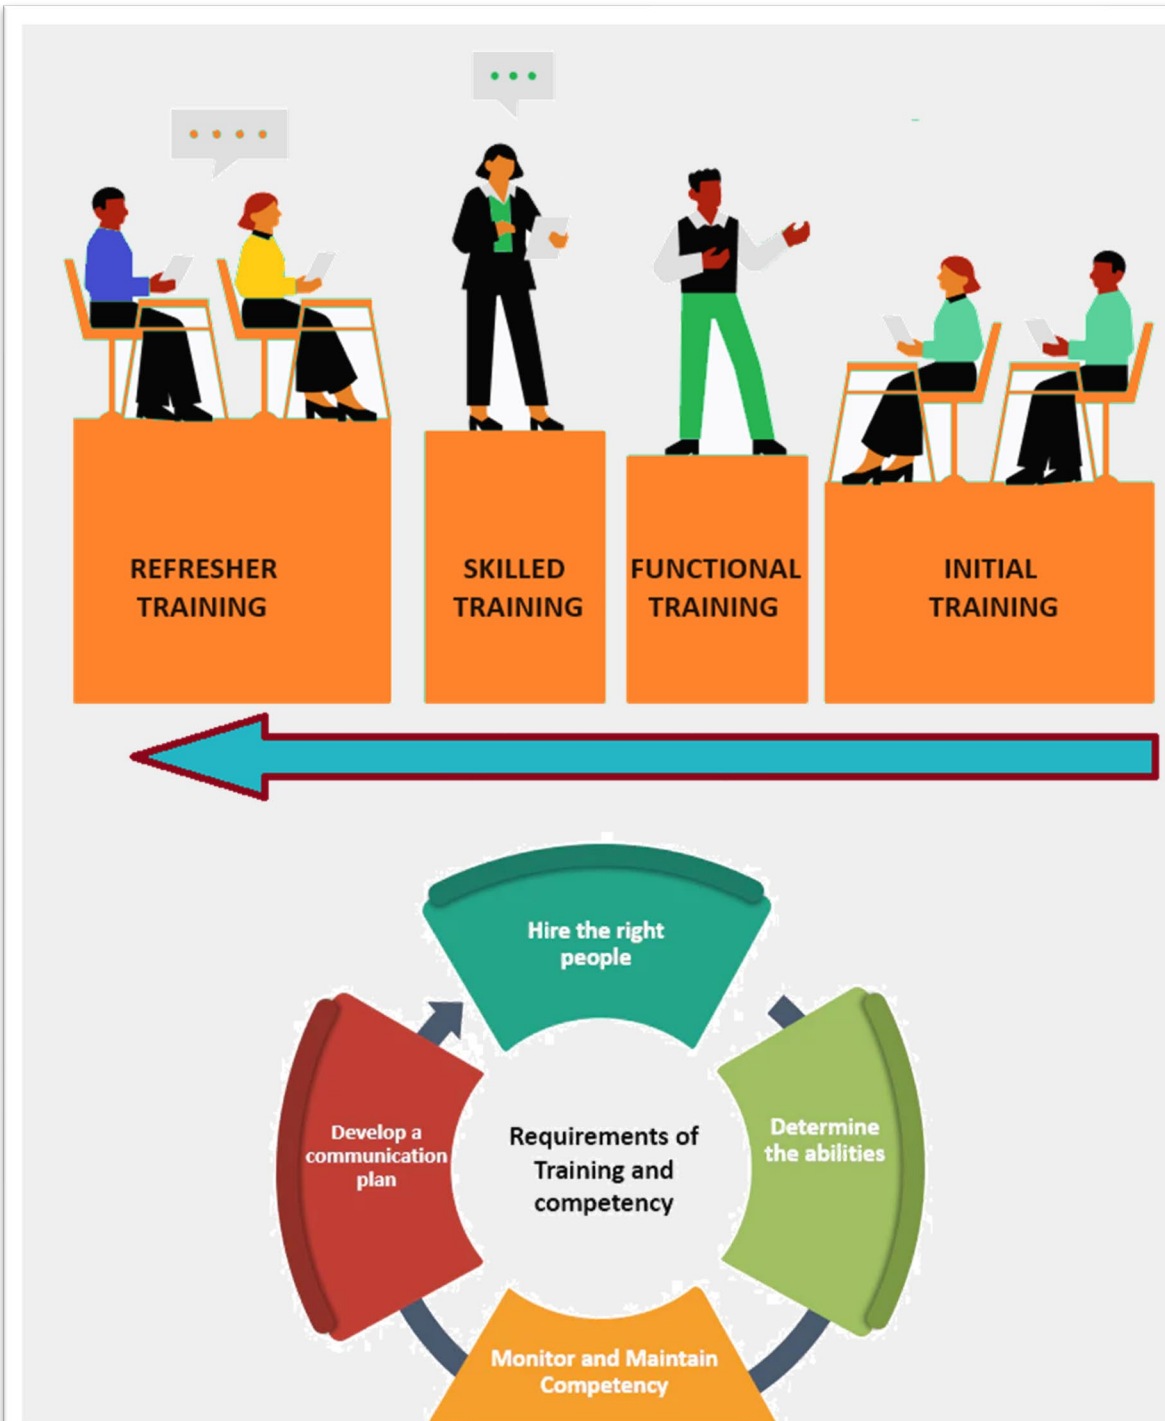 REFRESHER
TRAINING
SKILLED
TRAINING
FUNCTIONAL
TRAINING
INITIAL
TRAINING
Hire the right
people
Determine
the abilities
Develop a
communication
plan
Requirements of
Training and
competency
Monitor and Maintain
Competency